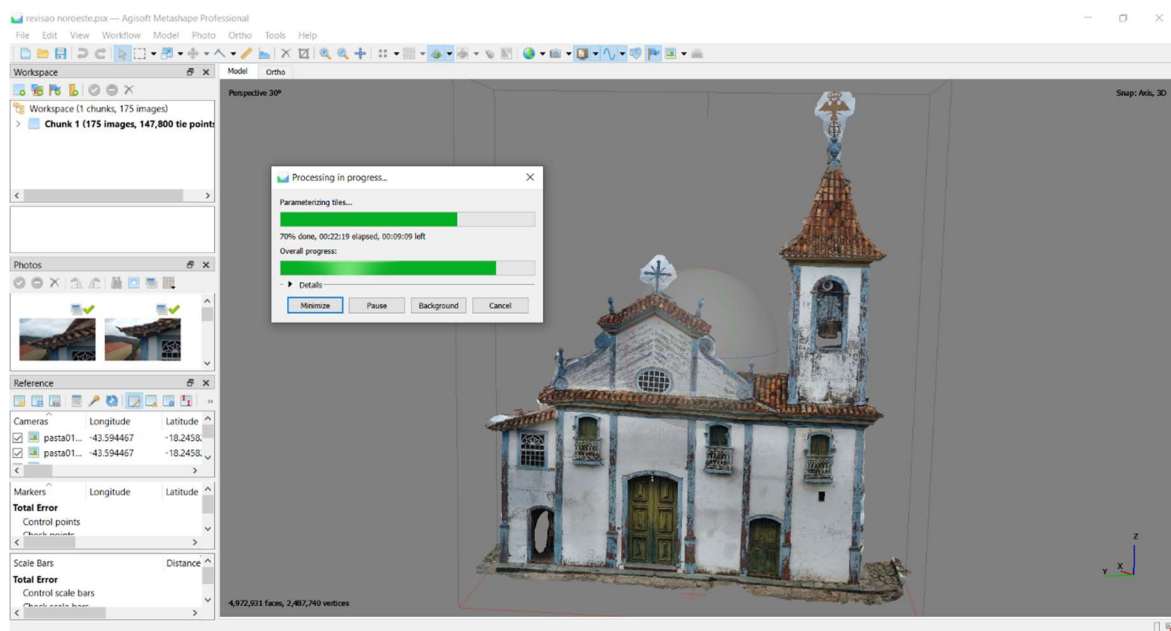 revisao noroeste.psx — Agisoft Metashape Professional
File Edit View Workflow Model Photo Ortho Tools Help
Workspace
Workspace (1 chunks, 175 images)
Chunk 1 (175 images, 147,800 tie points
Photos
Reference
Cameras Longitude Latitude
pasta01... -43.594467 -18.2458.
pasta01... -43.594467 -18.2458.
Markers Longitude Latitude
Total Error
Control points
Check points
Scale Bars Distance
Total Error
Control scale bars
Check scale bars
Model Ortho
Perspective 30°
Snap: Axis, 3D
Processing in progress...
Parameterizing tiles...
70% done, 00:22:19 elapsed, 00:09:09 left
Overall progress:
Details
Minimize Pause Background Cancel
Z
Y X
4,972,931 faces, 2,487,740 vertices